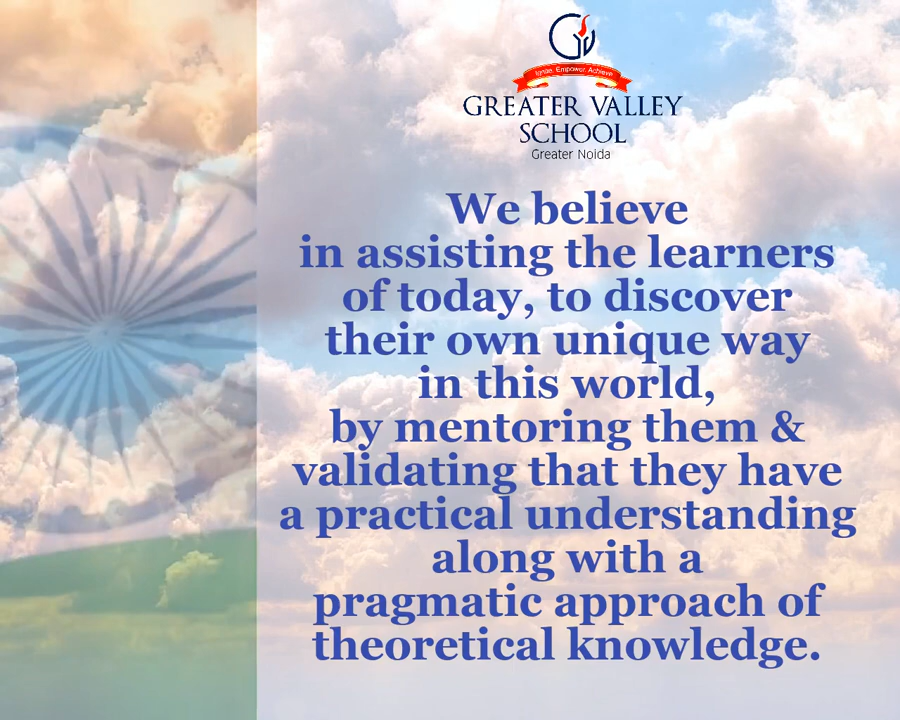 Ignite Empower Achieve
GREATER VALLEY
SCHOOL
Greater Noida
We believe
in assisting the learners
of today, to discover
their own unique way
in this world,
by mentoring them &
validating that they have
a practical understanding
along with a
pragmatic approach of
theoretical knowledge.